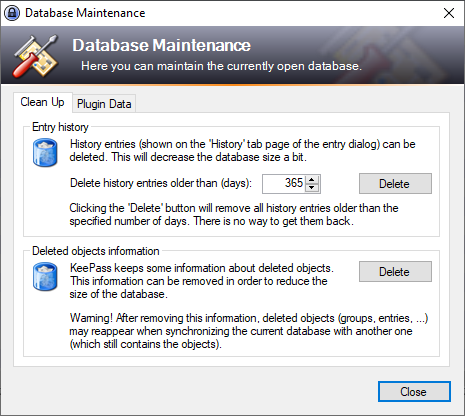 Database Maintenance
Database Maintenance
Here you can maintain the currently open database.
Clean Up
Plugin Data
Entry history
History entries (shown on the 'History' tab page of the entry dialog) can be
deleted. This will decrease the database size a bit.
Delete history entries older than (days):
365
Delete
Clicking the 'Delete' button will remove all history entries older than the
specified number of days. There is no way to get them back.
Deleted objects information
KeePass keeps some information about deleted objects.
This information can be removed in order to reduce the
size of the database.
Delete
Warning! After removing this information, deleted objects (groups, entries, ...)
may reappear when synchronizing the current database with another one
(which still contains the objects).
Close